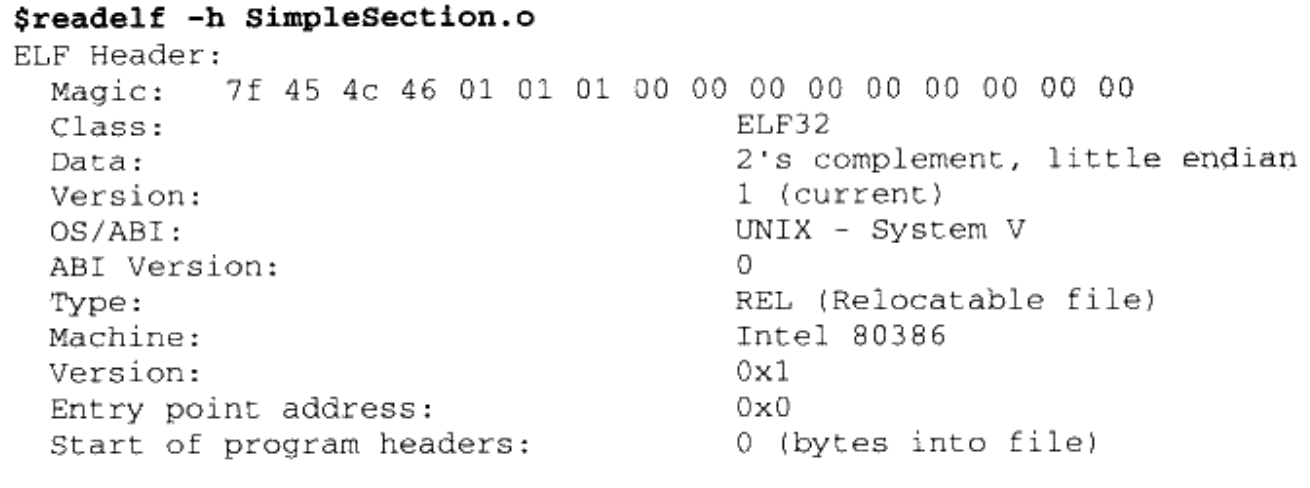 $readelf -h SimpleSection.o
ELF Header:
Magic: 7f 45 4c 46 01 01 01 00 00 00 00 00 00 00 00 00
Class: ELF32
Data: 2's complement, little endian
Version: 1 (current)
OS/ABI: UNIX - System V
ABI Version: 0
Type: REL (Relocatable file)
Machine: Intel 80386
Version: 0x1
Entry point address: 0x0
Start of program headers: 0 (bytes into file)